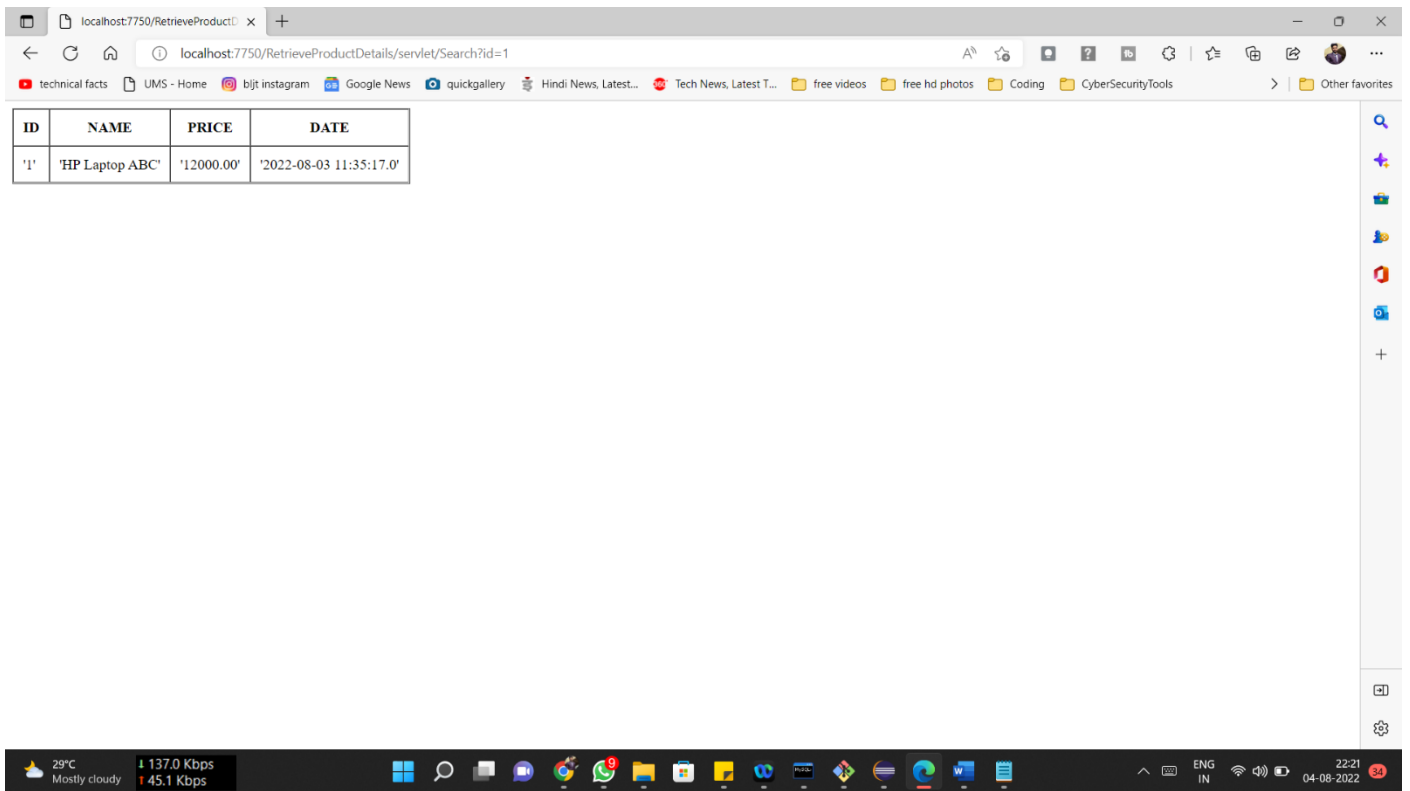 localhost:7750/RetrieveProductD
localhost:7750/RetrieveProductDetails/servlet/Search?id=1
technical facts UMS - Home bljt instagram Google News quickgallery Hindi News, Latest... Tech News, Latest T... free videos free hd photos Coding CyberSecurityTools Other favorites
ID NAME PRICE DATE
'1' 'HP Laptop ABC' '12000.00' '2022-08-03 11:35:17.0'
29°C 137.0 Kbps
Mostly cloudy 45.1 Kbps
9
ENG 22:21
IN 04-08-2022 34